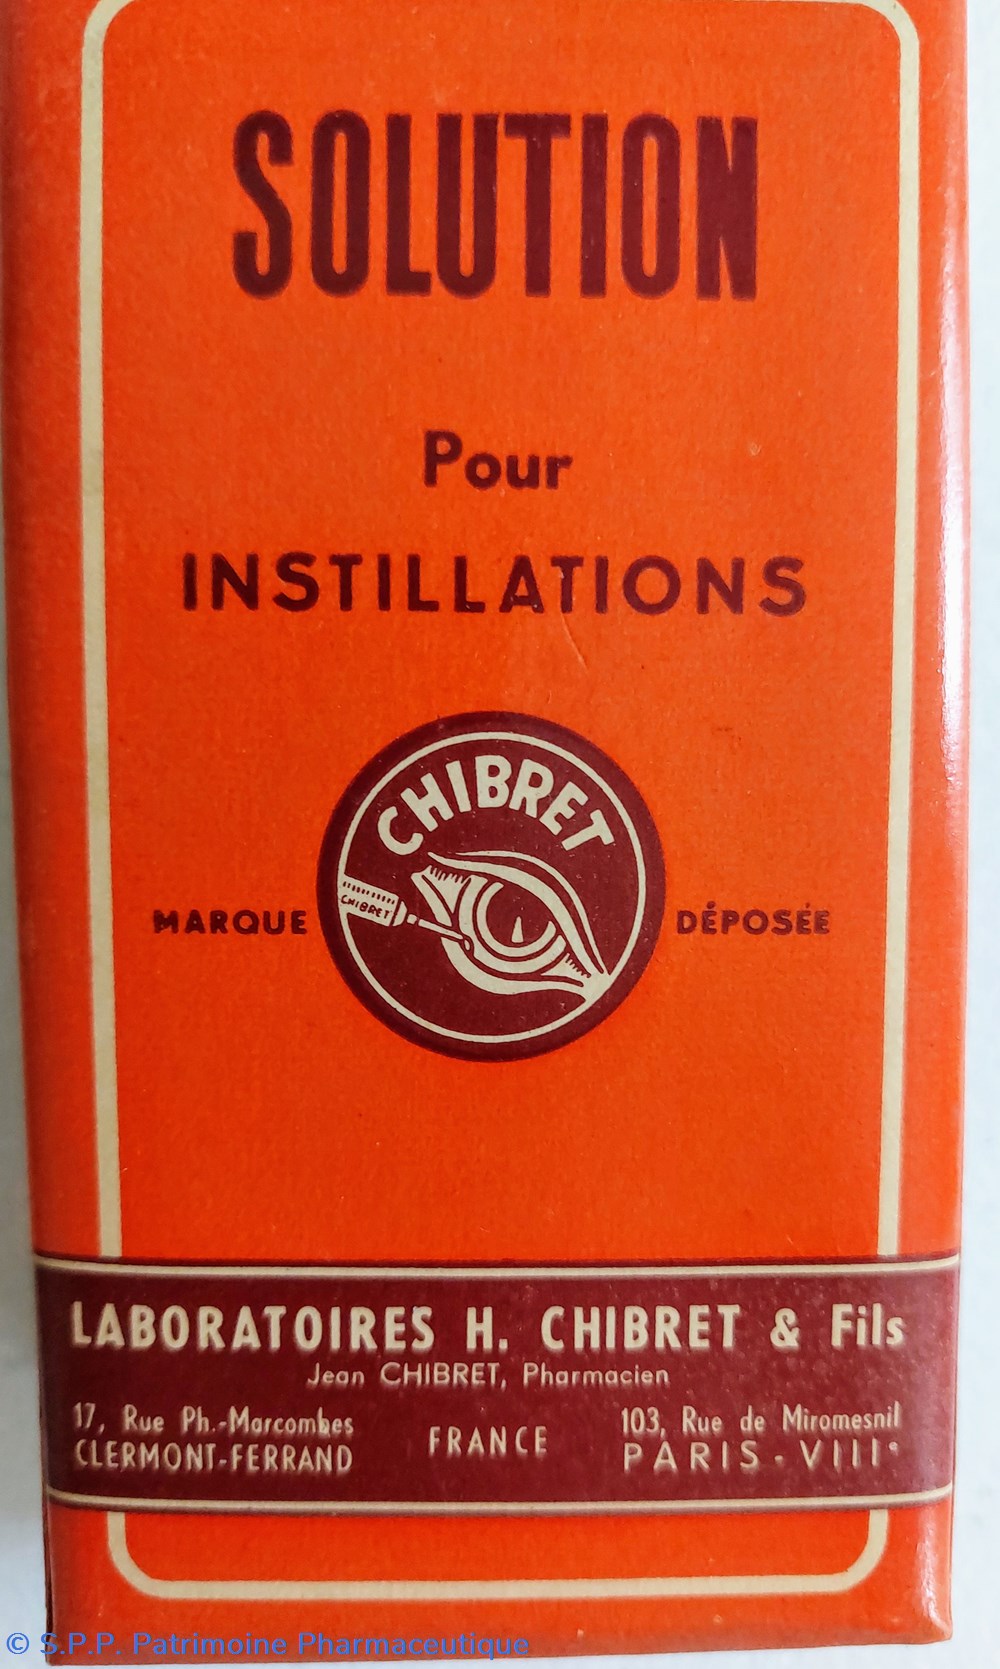 SOLUTION
Pour
INSTILLATIONS
CHIBRET
CHIBRET
MARQUE DÉPOSÉE
LABORATOIRES H. CHIBRET & Fils
Jean CHIBRET, Pharmacien
17, Rue Ph.-Marcombes
CLERMONT-FERRAND
FRANCE
103, Rue de Miromesnil
PARIS-VIIIe
© S.P.P. Patrimoine Pharmaceutique